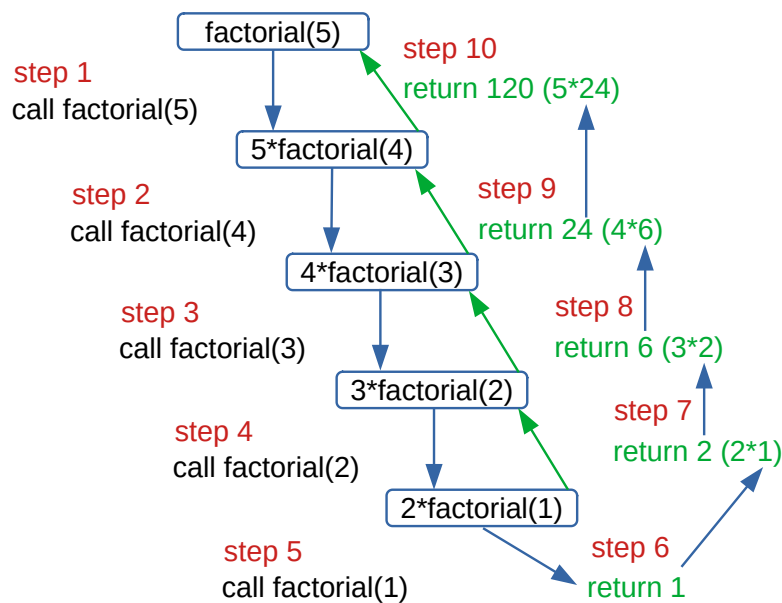 factorial(5)
step 10
step 1
return 120 (5*24)
call factorial(5)
5*factorial(4)
step 2
step 9
call factorial(4)
return 24 (4*6)
4*factorial(3)
step 3
step 8
call factorial(3)
return 6 (3*2)
3*factorial(2)
step 7
step 4
return 2 (2*1)
call factorial(2)
2*factorial(1)
step 5
step 6
call factorial(1)
return 1